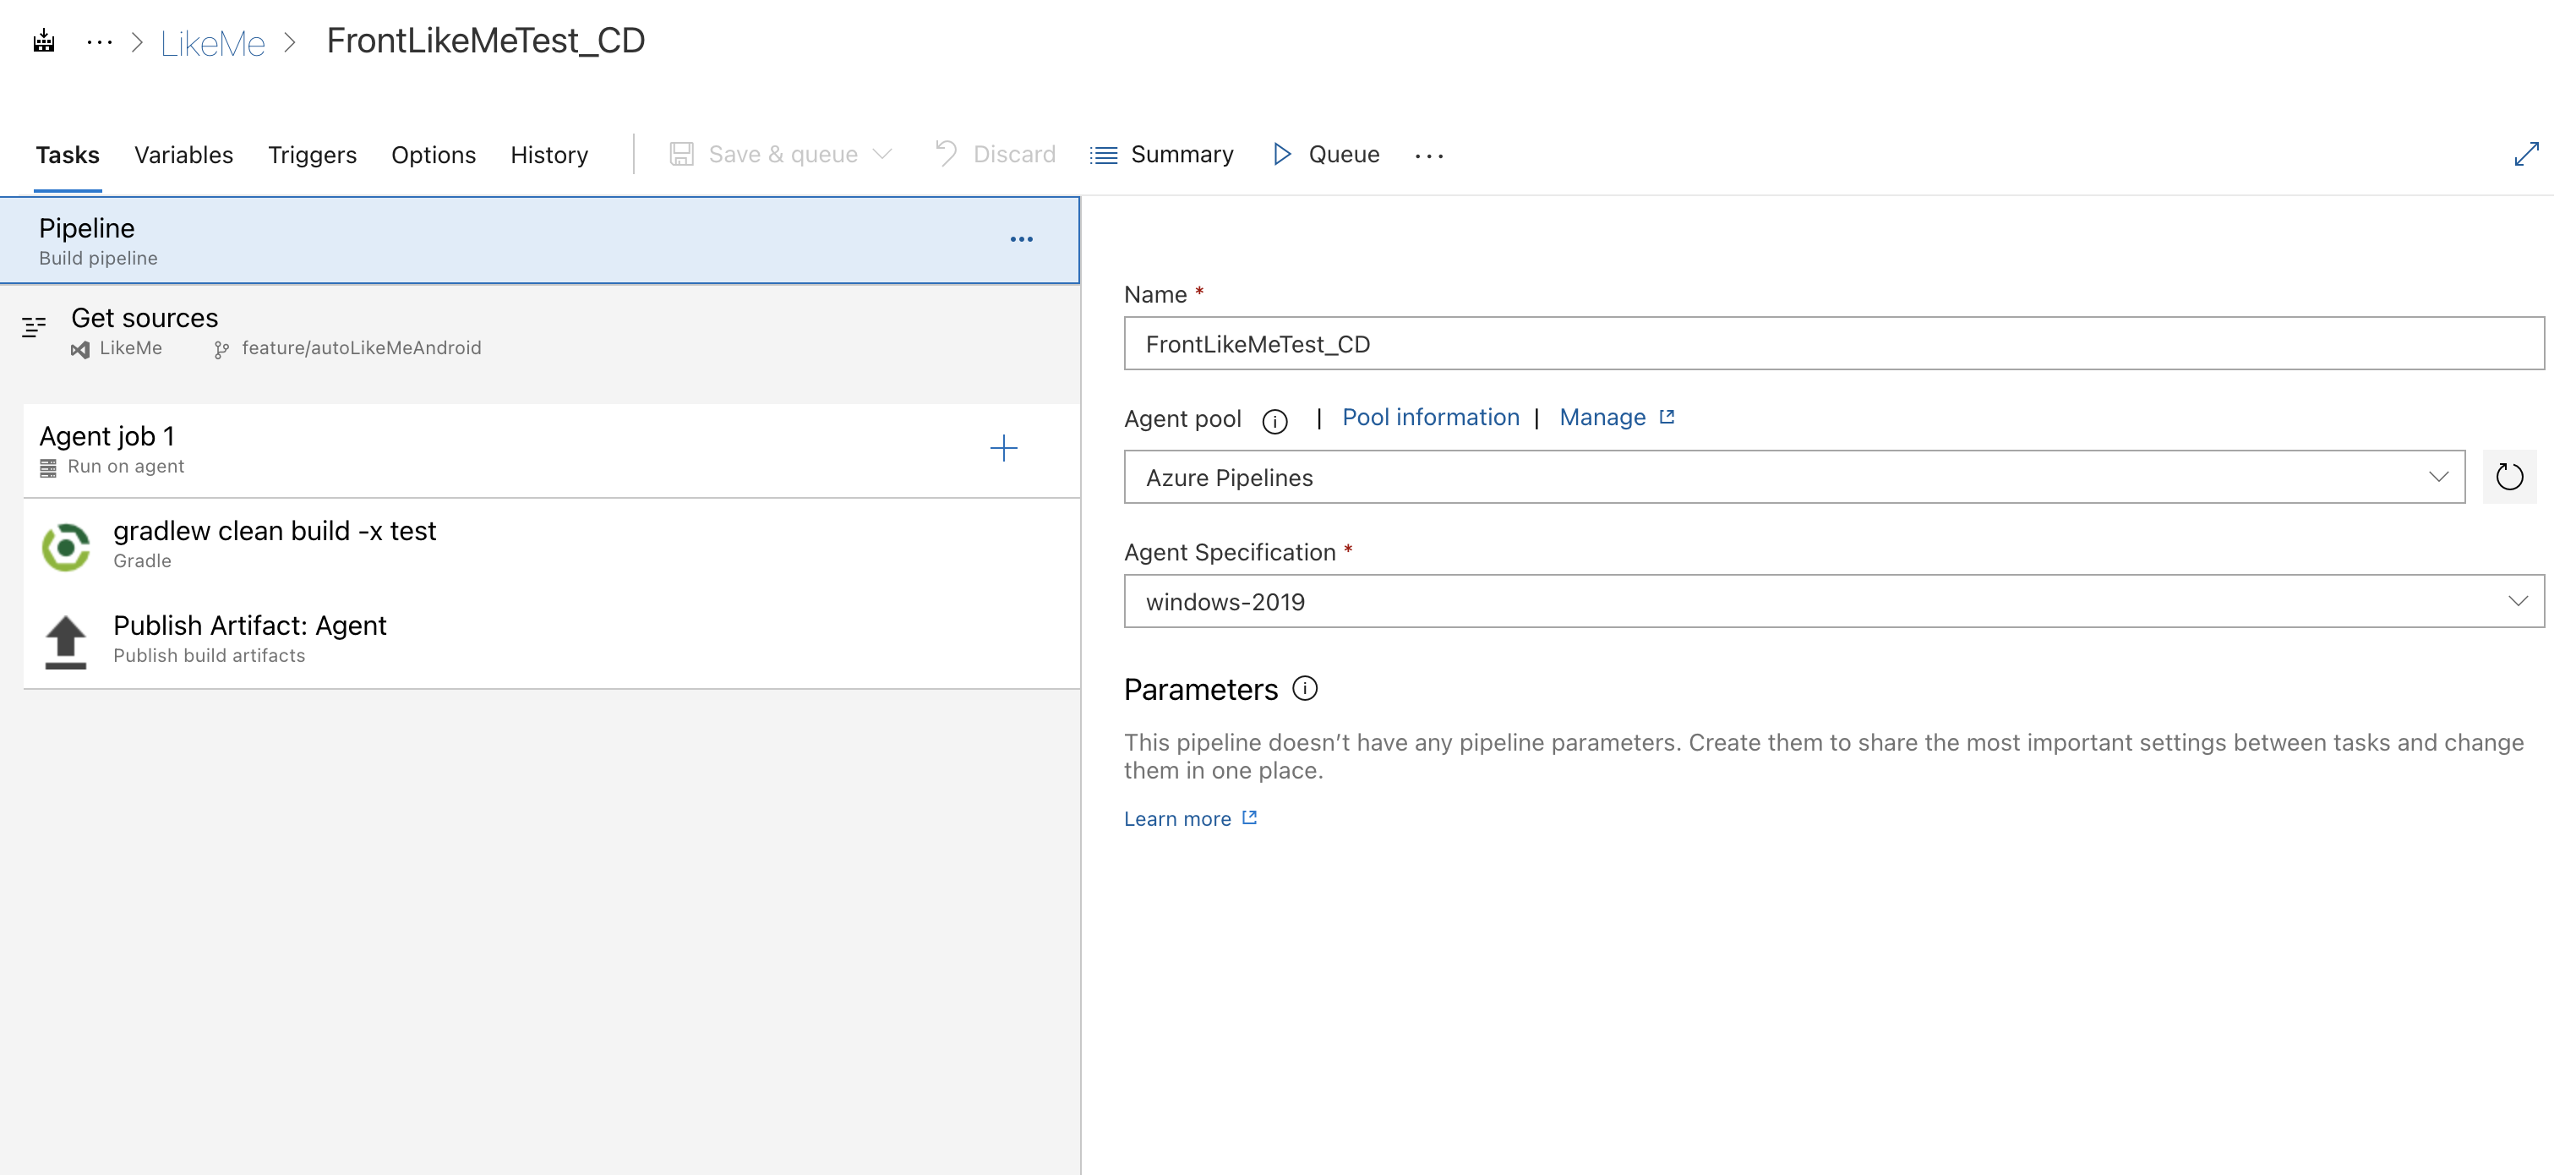 ··· > LikeMe > FrontLikeMeTest_CD
Tasks Variables Triggers Options History Save & queue Discard Summary Queue ···
Pipeline
Build pipeline
Get sources
LikeMe feature/autoLikeMeAndroid
Agent job 1
Run on agent
gradlew clean build -x test
Gradle
Publish Artifact: Agent
Publish build artifacts
Name *
FrontLikeMeTest_CD
Agent pool | Pool information | Manage
Azure Pipelines
Agent Specification *
windows-2019
Parameters
This pipeline doesn't have any pipeline parameters. Create them to share the most important settings between tasks and change
them in one place.
Learn more